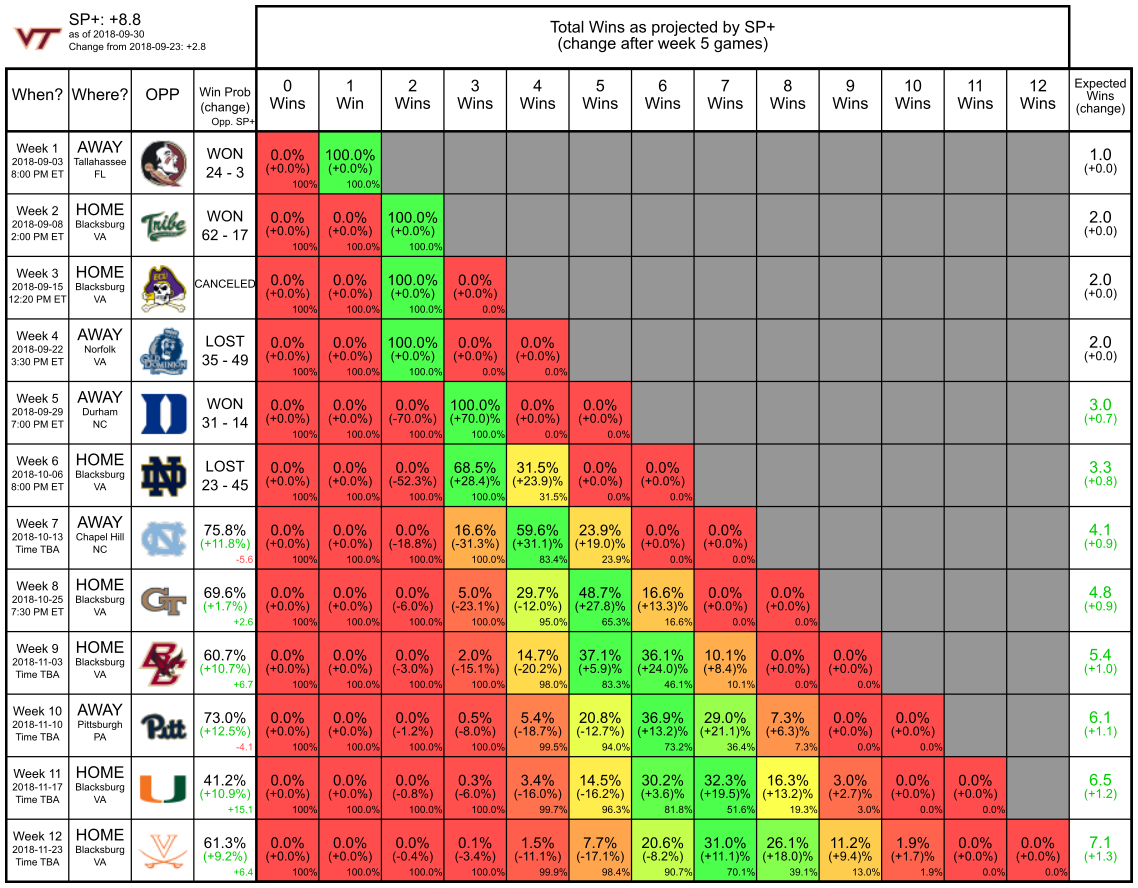 VT SP+: +8.8
as of 2018-09-30
Change from 2018-09-23: +2.8
Total Wins as projected by SP+
(change after week 5 games)
When? Where? OPP Win Prob (change) Opp. SP+ 0 Wins 1 Win 2 Wins 3 Wins 4 Wins 5 Wins 6 Wins 7 Wins 8 Wins 9 Wins 10 Wins 11 Wins 12 Wins Expected Wins (change)
Week 1 AWAY WON 0.0% 100.0% 1.0
2018-09-03 Tallahassee 24 - 3 (+0.0%) (+0.0%) (+0.0)
8:00 PM ET FL 100% 100.0%
Week 2 HOME Tribe WON 0.0% 0.0% 100.0% 2.0
2018-09-08 Blacksburg 62 - 17 (+0.0%) (+0.0%) (+0.0%) (+0.0)
2:00 PM ET VA 100% 100.0% 100.0%
Week 3 HOME ECU CANCELED 0.0% 0.0% 100.0% 0.0% 2.0
2018-09-15 Blacksburg (+0.0%) (+0.0%) (+0.0%) (+0.0%) (+0.0)
12:20 PM ET VA 100% 100.0% 100.0% 0.0%
Week 4 AWAY OLD DOMINION LOST 0.0% 0.0% 100.0% 0.0% 0.0% 2.0
2018-09-22 Norfolk 35 - 49 (+0.0%) (+0.0%) (+0.0%) (+0.0%) (+0.0%) (+0.0)
3:30 PM ET VA 100% 100.0% 100.0% 0.0% 0.0%
Week 5 AWAY D WON 0.0% 0.0% 0.0% 100.0% 0.0% 0.0% 3.0
2018-09-29 Durham 31 - 14 (+0.0%) (+0.0%) (-70.0%) (+70.0)% (+0.0%) (+0.0%) (+0.7)
7:00 PM ET NC 100% 100.0% 100.0% 100.0% 0.0% 0.0%
Week 6 HOME ND LOST 0.0% 0.0% 0.0% 68.5% 31.5% 0.0% 0.0% 3.3
2018-10-06 Blacksburg 23 - 45 (+0.0%) (+0.0%) (-52.3%) (+28.4)% (+23.9)% (+0.0%) (+0.0%) (+0.8)
8:00 PM ET VA 100% 100.0% 100.0% 100.0% 31.5% 0.0% 0.0%
Week 7 AWAY NC 75.8% 0.0% 0.0% 0.0% 16.6% 59.6% 23.9% 0.0% 0.0% 4.1
2018-10-13 Chapel Hill (+11.8%) (+0.0%) (+0.0%) (-18.8%) (-31.3%) (+31.1)% (+19.0)% (+0.0%) (+0.0%) (+0.9)
Time TBA NC -5.6 100% 100.0% 100.0% 100.0% 83.4% 23.9% 0.0% 0.0%
Week 8 HOME GT 69.6% 0.0% 0.0% 0.0% 5.0% 29.7% 48.7% 16.6% 0.0% 0.0% 4.8
2018-10-25 Blacksburg (+1.7%) (+0.0%) (+0.0%) (-6.0%) (-23.1%) (-12.0%) (+27.8)% (+13.3)% (+0.0%) (+0.0%) (+0.9)
7:30 PM ET VA +2.6 100% 100.0% 100.0% 100.0% 95.0% 65.3% 16.6% 0.0% 0.0%
Week 9 HOME BC 60.7% 0.0% 0.0% 0.0% 2.0% 14.7% 37.1% 36.1% 10.1% 0.0% 0.0% 5.4
2018-11-03 Blacksburg (+10.7%) (+0.0%) (+0.0%) (-3.0%) (-15.1%) (-20.2%) (+5.9)% (+24.0)% (+8.4)% (+0.0%) (+0.0%) (+1.0)
Time TBA VA +6.7 100% 100.0% 100.0% 100.0% 98.0% 83.3% 46.1% 10.1% 0.0% 0.0%
Week 10 AWAY Pitt 73.0% 0.0% 0.0% 0.0% 0.5% 5.4% 20.8% 36.9% 29.0% 7.3% 0.0% 0.0% 6.1
2018-11-10 Pittsburgh (+12.5%) (+0.0%) (+0.0%) (-1.2%) (-8.0%) (-18.7%) (-12.7%) (+13.2)% (+21.1)% (+6.3)% (+0.0%) (+0.0%) (+1.1)
Time TBA PA -4.1 100% 100.0% 100.0% 100.0% 99.5% 94.0% 73.2% 36.4% 7.3% 0.0% 0.0%
Week 11 HOME U 41.2% 0.0% 0.0% 0.0% 0.3% 3.4% 14.5% 30.2% 32.3% 16.3% 3.0% 0.0% 0.0% 6.5
2018-11-17 Blacksburg (+10.9%) (+0.0%) (+0.0%) (-0.8%) (-6.0%) (-16.0%) (-16.2%) (+3.6)% (+19.5)% (+13.2)% (+2.7)% (+0.0%) (+0.0%) (+1.2)
Time TBA VA +15.1 100% 100.0% 100.0% 100.0% 99.7% 96.3% 81.8% 51.6% 19.3% 3.0% 0.0% 0.0%
Week 12 HOME V 61.3% 0.0% 0.0% 0.0% 0.1% 1.5% 7.7% 20.6% 31.0% 26.1% 11.2% 1.9% 0.0% 0.0% 7.1
2018-11-23 Blacksburg (+9.2%) (+0.0%) (+0.0%) (-0.4%) (-3.4%) (-11.1%) (-17.1%) (-8.2%) (+11.1)% (+18.0)% (+9.4)% (+1.7)% (+0.0%) (+0.0%) (+1.3)
Time TBA VA +6.4 100% 100.0% 100.0% 100.0% 99.9% 98.4% 90.7% 70.1% 39.1% 13.0% 1.9% 0.0% 0.0%